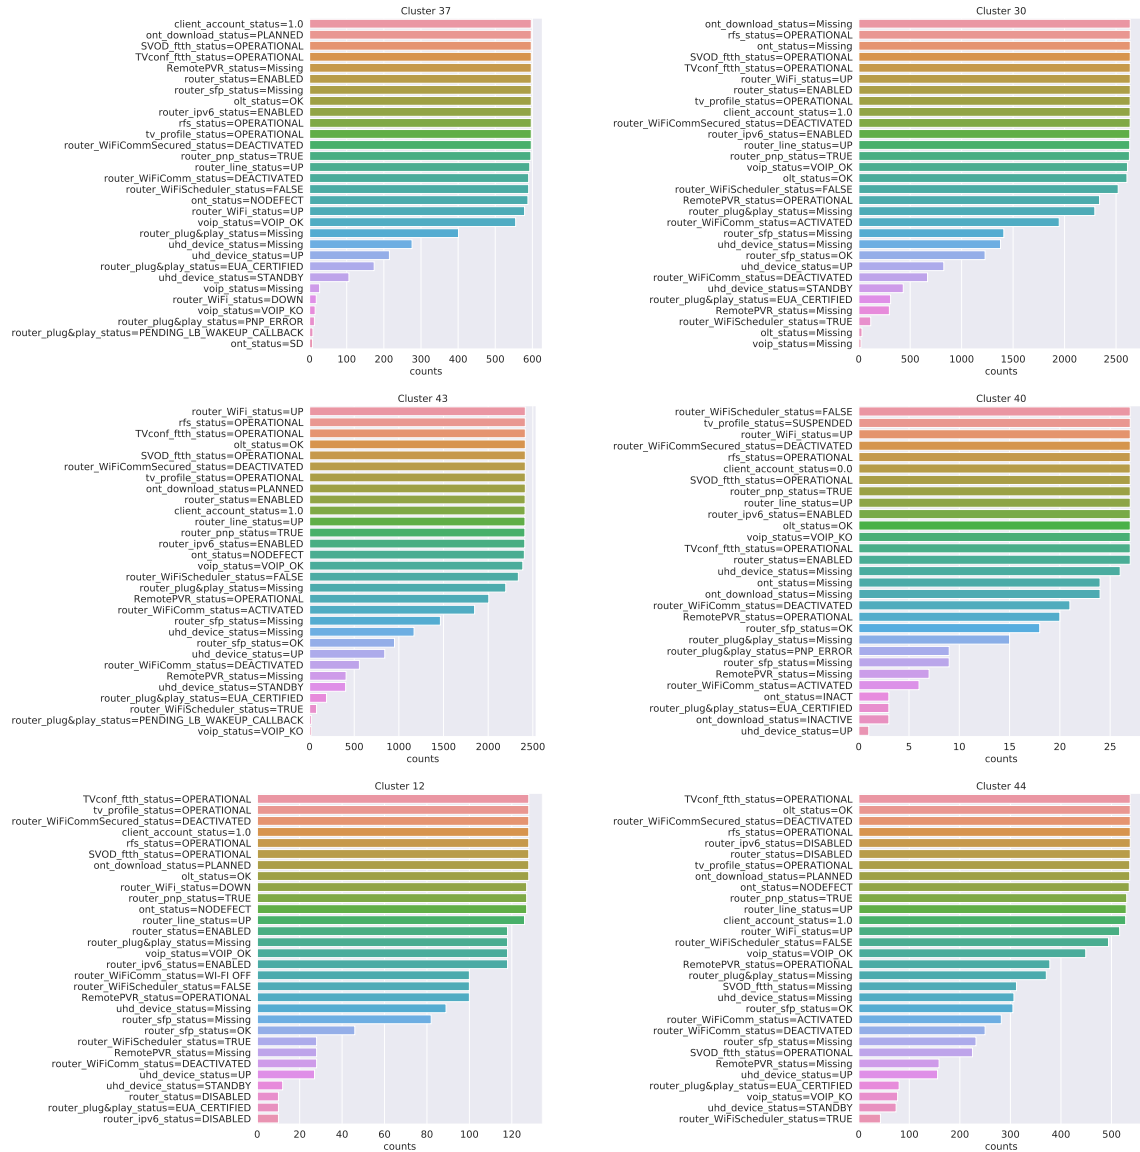 Cluster 37
client_account_status=1.0
ont_download_status=PLANNED
SVOD_ftth_status=OPERATIONAL
TVconf_ftth_status=OPERATIONAL
RemotePVR_status=Missing
router_status=ENABLED
router_sfp_status=Missing
olt_status=OK
router_ipv6_status=ENABLED
rfs_status=OPERATIONAL
tv_profile_status=OPERATIONAL
router_WiFiCommSecured_status=DEACTIVATED
router_pnp_status=TRUE
router_line_status=UP
router_WiFiComm_status=DEACTIVATED
router_WiFiScheduler_status=FALSE
ont_status=NODEFECT
router_WiFi_status=UP
voip_status=VOIP_OK
router_plug&play_status=Missing
uhd_device_status=Missing
uhd_device_status=UP
router_plug&play_status=EUA_CERTIFIED
uhd_device_status=STANDBY
voip_status=Missing
router_WiFi_status=DOWN
voip_status=VOIP_KO
router_plug&play_status=PNP_ERROR
router_plug&play_status=PENDING_LB_WAKEUP_CALLBACK
ont_status=SD
0 100 200 300 400 500 600
counts
Cluster 30
ont_download_status=Missing
rfs_status=OPERATIONAL
ont_status=Missing
SVOD_ftth_status=OPERATIONAL
TVconf_ftth_status=OPERATIONAL
router_WiFi_status=UP
router_status=ENABLED
tv_profile_status=OPERATIONAL
client_account_status=1.0
router_WiFiCommSecured_status=DEACTIVATED
router_ipv6_status=ENABLED
router_line_status=UP
router_pnp_status=TRUE
voip_status=VOIP_OK
olt_status=OK
router_WiFiScheduler_status=FALSE
RemotePVR_status=OPERATIONAL
router_plug&play_status=Missing
router_WiFiComm_status=ACTIVATED
router_sfp_status=Missing
uhd_device_status=Missing
router_sfp_status=OK
uhd_device_status=UP
router_WiFiComm_status=DEACTIVATED
uhd_device_status=STANDBY
router_plug&play_status=EUA_CERTIFIED
RemotePVR_status=Missing
router_WiFiScheduler_status=TRUE
olt_status=Missing
voip_status=Missing
0 500 1000 1500 2000 2500
counts
Cluster 43
router_WiFi_status=UP
rfs_status=OPERATIONAL
TVconf_ftth_status=OPERATIONAL
olt_status=OK
SVOD_ftth_status=OPERATIONAL
router_WiFiCommSecured_status=DEACTIVATED
tv_profile_status=OPERATIONAL
ont_download_status=PLANNED
router_status=ENABLED
client_account_status=1.0
router_line_status=UP
router_pnp_status=TRUE
router_ipv6_status=ENABLED
ont_status=NODEFECT
voip_status=VOIP_OK
router_WiFiScheduler_status=FALSE
router_plug&play_status=Missing
RemotePVR_status=OPERATIONAL
router_WiFiComm_status=ACTIVATED
router_sfp_status=Missing
uhd_device_status=Missing
router_sfp_status=OK
uhd_device_status=UP
router_WiFiComm_status=DEACTIVATED
RemotePVR_status=Missing
uhd_device_status=STANDBY
router_plug&play_status=EUA_CERTIFIED
router_WiFiScheduler_status=TRUE
router_plug&play_status=PENDING_LB_WAKEUP_CALLBACK
voip_status=VOIP_KO
0 500 1000 1500 2000 2500
counts
Cluster 40
router_WiFiScheduler_status=FALSE
tv_profile_status=SUSPENDED
router_WiFi_status=UP
router_WiFiCommSecured_status=DEACTIVATED
rfs_status=OPERATIONAL
client_account_status=0.0
SVOD_ftth_status=OPERATIONAL
router_pnp_status=TRUE
router_line_status=UP
router_ipv6_status=ENABLED
olt_status=OK
voip_status=VOIP_KO
TVconf_ftth_status=OPERATIONAL
router_status=ENABLED
uhd_device_status=Missing
ont_status=Missing
ont_download_status=Missing
router_WiFiComm_status=DEACTIVATED
RemotePVR_status=OPERATIONAL
router_sfp_status=OK
router_plug&play_status=Missing
router_plug&play_status=PNP_ERROR
router_sfp_status=Missing
RemotePVR_status=Missing
router_WiFiComm_status=ACTIVATED
ont_status=INACT
router_plug&play_status=EUA_CERTIFIED
ont_download_status=INACTIVE
uhd_device_status=UP
0 5 10 15 20 25
counts
Cluster 12
TVconf_ftth_status=OPERATIONAL
tv_profile_status=OPERATIONAL
router_WiFiCommSecured_status=DEACTIVATED
client_account_status=1.0
rfs_status=OPERATIONAL
SVOD_ftth_status=OPERATIONAL
ont_download_status=PLANNED
olt_status=OK
router_WiFi_status=DOWN
router_pnp_status=TRUE
ont_status=NODEFECT
router_line_status=UP
router_status=ENABLED
router_plug&play_status=Missing
voip_status=VOIP_OK
router_ipv6_status=ENABLED
router_WiFiComm_status=WI-FI OFF
router_WiFiScheduler_status=FALSE
RemotePVR_status=OPERATIONAL
uhd_device_status=Missing
router_sfp_status=Missing
router_sfp_status=OK
router_WiFiScheduler_status=TRUE
RemotePVR_status=Missing
router_WiFiComm_status=DEACTIVATED
uhd_device_status=UP
uhd_device_status=STANDBY
router_status=DISABLED
router_plug&play_status=EUA_CERTIFIED
router_ipv6_status=DISABLED
0 20 40 60 80 100 120
counts
Cluster 44
TVconf_ftth_status=OPERATIONAL
olt_status=OK
router_WiFiCommSecured_status=DEACTIVATED
rfs_status=OPERATIONAL
router_ipv6_status=DISABLED
router_status=DISABLED
tv_profile_status=OPERATIONAL
ont_download_status=PLANNED
ont_status=NODEFECT
router_pnp_status=TRUE
router_line_status=UP
client_account_status=1.0
router_WiFi_status=UP
router_WiFiScheduler_status=FALSE
voip_status=VOIP_OK
RemotePVR_status=OPERATIONAL
router_plug&play_status=Missing
SVOD_ftth_status=Missing
uhd_device_status=Missing
router_sfp_status=OK
router_WiFiComm_status=ACTIVATED
router_WiFiComm_status=DEACTIVATED
router_sfp_status=Missing
SVOD_ftth_status=OPERATIONAL
RemotePVR_status=Missing
uhd_device_status=UP
router_plug&play_status=EUA_CERTIFIED
voip_status=VOIP_KO
uhd_device_status=STANDBY
router_WiFiScheduler_status=TRUE
0 100 200 300 400 500
counts